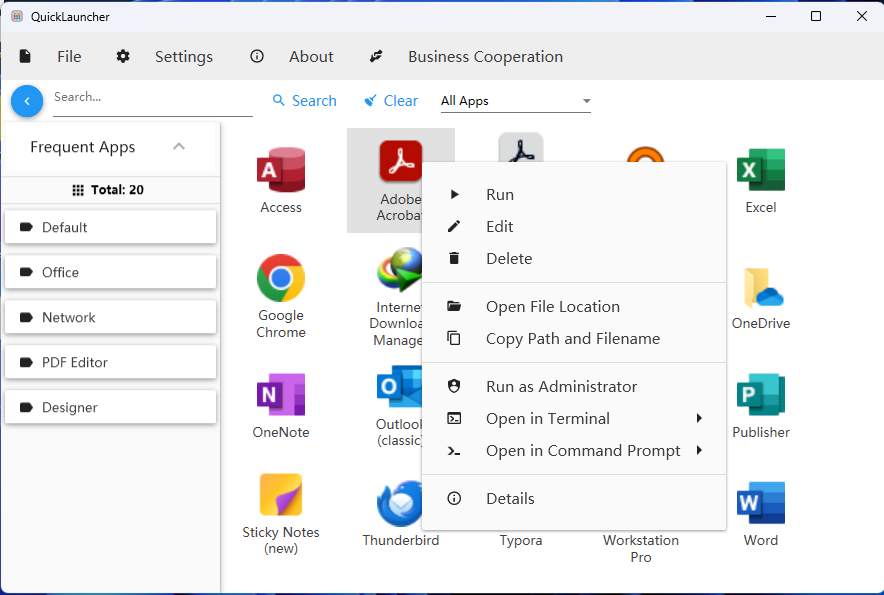 QuickLauncher
File
Settings
About
Business Cooperation
Search...
Search
Clear
All Apps
Frequent Apps
Total: 20
Default
Office
Network
PDF Editor
Designer
Access
Adobe
Excel
Google
Chrome
Internet
OneDrive
OneNote
Outlook
(classic)
Publisher
Sticky Notes
(new)
Thunderbird
Typora
Workstation
Pro
Word
Run
Edit
Delete
Open File Location
Copy Path and Filename
Run as Administrator
Open in Terminal
Open in Command Prompt
Details